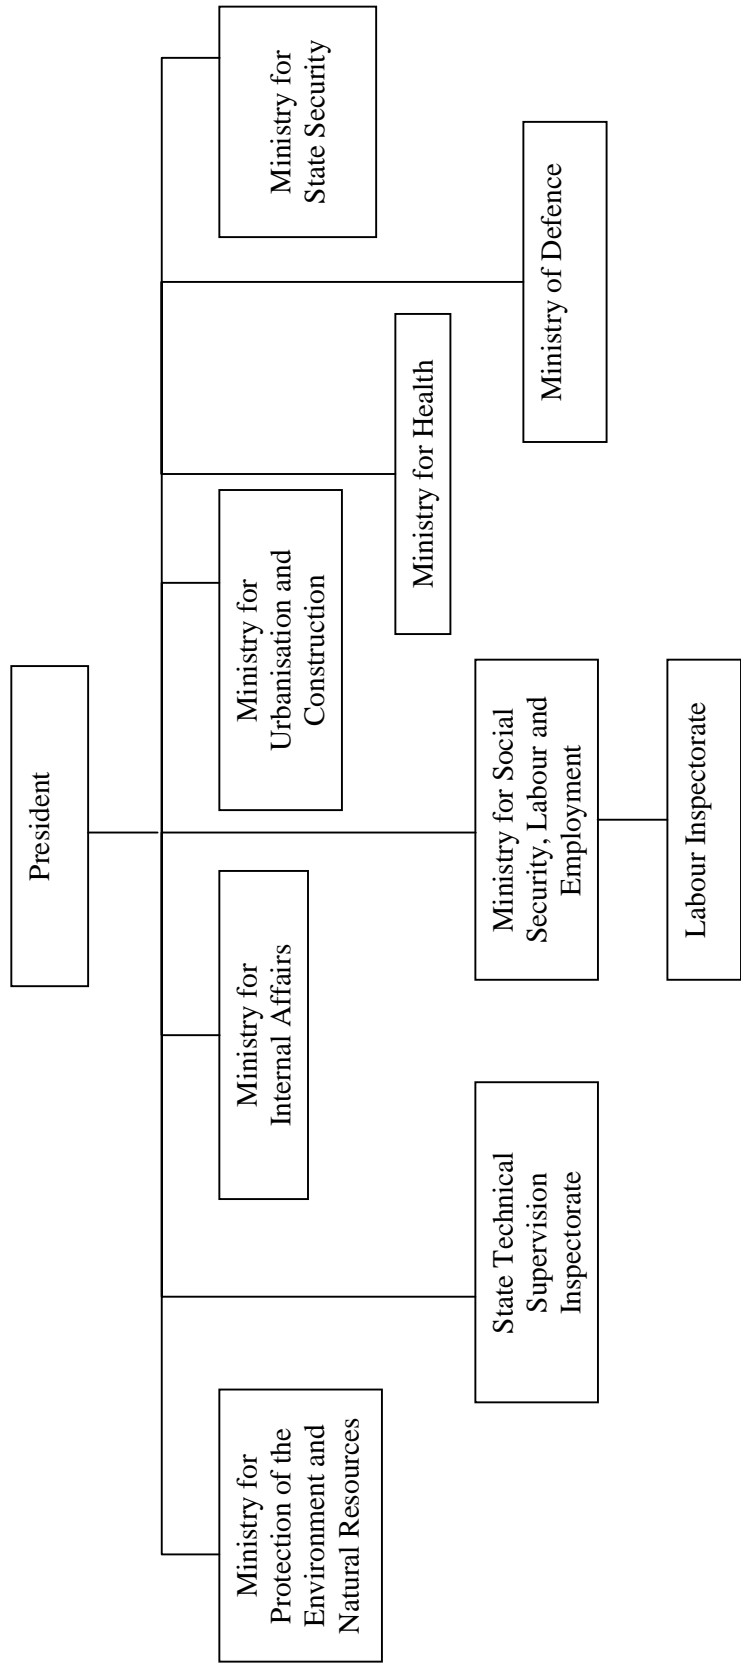 President
Ministry for
Protection of the
Environment and
Natural Resources
Ministry for
Internal Affairs
Ministry for
Urbanisation and
Construction
Ministry for
State Security
Ministry for Health
State Technical
Supervision
Inspectorate
Ministry for Social
Security, Labour and
Employment
Ministry of Defence
Labour Inspectorate